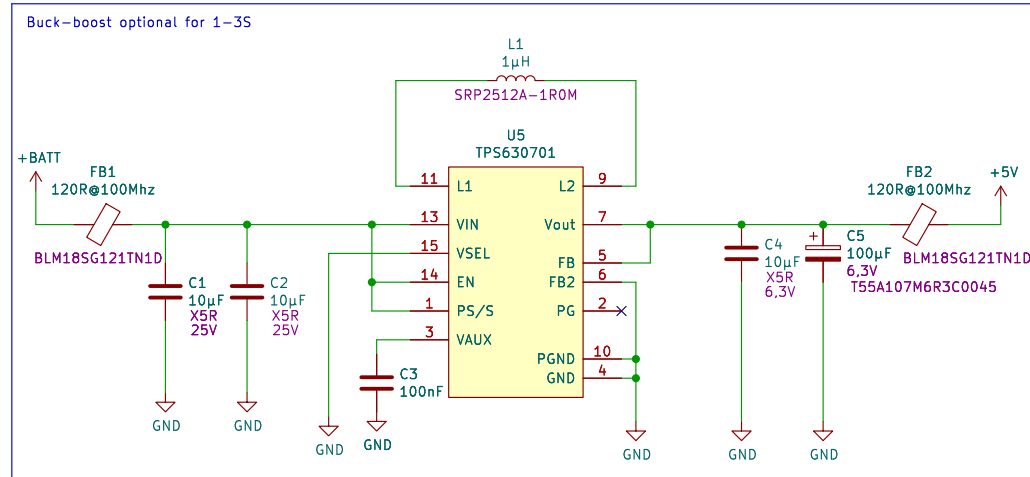 Buck-boost optional for 1-3S
L1
1µH
SRP2512A-1R0M
U5
TPS630701
+BATT
FB1
120R@100Mhz
BLM18SG121TN1D
FB2
120R@100Mhz
+5V
BLM18SG121TN1D
11 L1
L2 9
13 VIN
Vout 7
15 VSEL
FB 5
14 EN
FB2 6
1 PS/S
PG 2
3 VAUX
PGND 10
GND 4
C1
10µF
X5R
25V
C2
10µF
X5R
25V
C3
100nF
C4
10µF
X5R
6,3V
+
C5
100µF
6,3V
T55A107M6R3C0045
GND
GND
GND
GND
GND
GND
GND